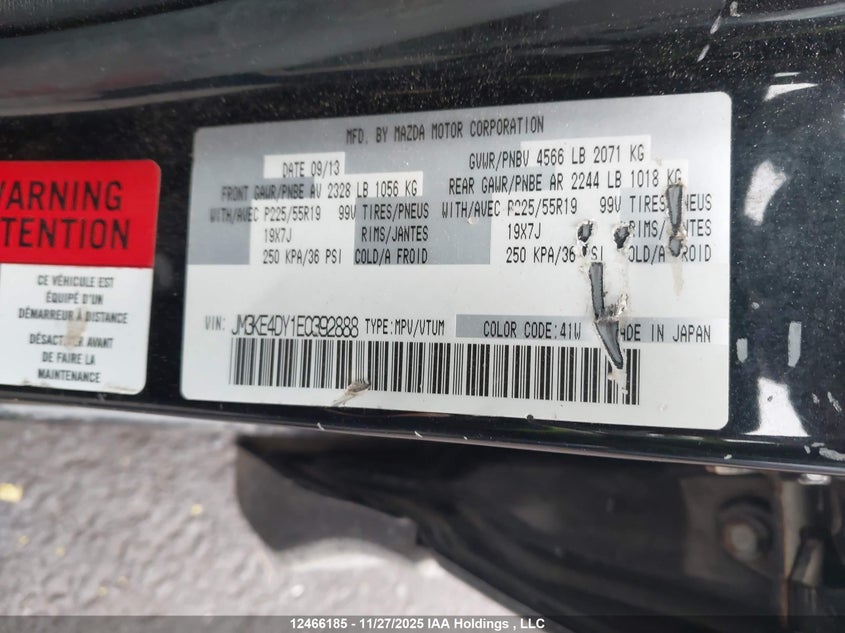 WARNING
ATTENTION
CE VÉHICULE EST
ÉQUIPÉ D'UN
DÉMARREUR À DISTANCE
AVANT
DE FAIRE LA
MAINTENANCE
MFD. BY MAZDA MOTOR CORPORATION
DATE 09/13
GVWR/PNBV 4566 LB 2071 KG
FRONT GAWR/PNBE AV 2328 LB 1056 KG
REAR GAWR/PNBE AR 2244 LB 1018 KG
WITH/AVEC P225/55R19 99V TIRES/PNEUS
WITH/AVEC P225/55R19 99V TIRES/PNEUS
19X7J RIMS/JANTES
19X7J RIMS/JANTES
250 KPA/36 PSI COLD/A FROID
250 KPA/36 PSI COLD/A FROID
VIN: JM3KE4DY1E0392888 TYPE:MPV/VTUM
COLOR CODE:41W MADE IN JAPAN
12466185 - 11/27/2025 IAA Holdings , LLC